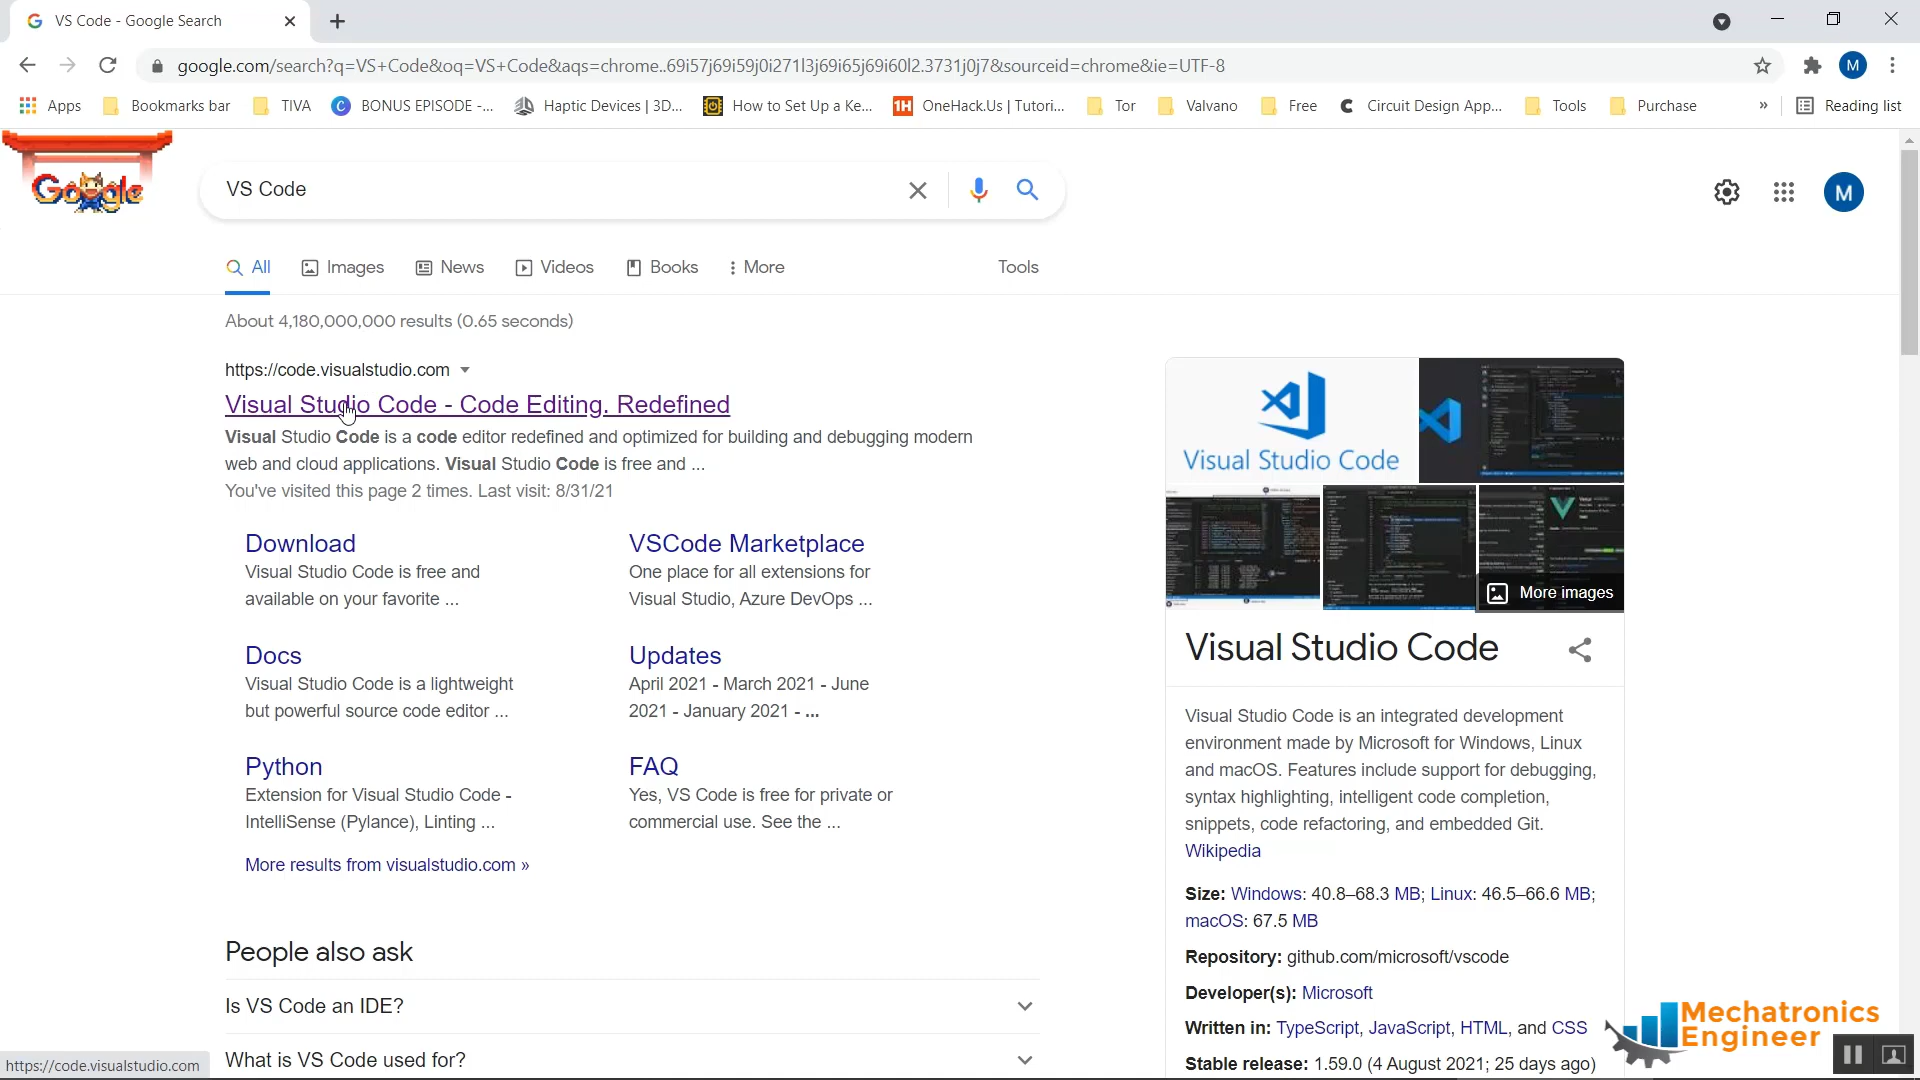 VS Code - Google Search
google.com/search?q=VS+Code&oq=VS+Code&aqs=chrome..69i57j69i59j0i271l3j69i65j69i60l2.3731j0j7&sourceid=chrome&ie=UTF-8
M
Apps
Bookmarks bar
TIVA
BONUS EPISODE -...
Haptic Devices | 3D...
How to Set Up a Ke...
1H
OneHack.Us | Tutori...
Tor
Valvano
Free
Circuit Design App...
Tools
Purchase
»
Reading list
Google
VS Code
M
All
Images
News
Videos
Books
More
Tools
About 4,180,000,000 results (0.65 seconds)
https://code.visualstudio.com
Visual Studio Code - Code Editing. Redefined
Visual Studio Code is a code editor redefined and optimized for building and debugging modern
web and cloud applications. Visual Studio Code is free and ...
You've visited this page 2 times. Last visit: 8/31/21
Download
Visual Studio Code is free and
available on your favorite ...
VSCode Marketplace
One place for all extensions for
Visual Studio, Azure DevOps ...
Docs
Visual Studio Code is a lightweight
but powerful source code editor ...
Updates
April 2021 - March 2021 - June
2021 - January 2021 - ...
Python
Extension for Visual Studio Code -
IntelliSense (Pylance), Linting ...
FAQ
Yes, VS Code is free for private or
commercial use. See the ...
More results from visualstudio.com »
People also ask
Is VS Code an IDE?
What is VS Code used for?
https://code.visualstudio.com
Visual Studio Code
More images
Visual Studio Code
Visual Studio Code is an integrated development
environment made by Microsoft for Windows, Linux
and macOS. Features include support for debugging,
syntax highlighting, intelligent code completion,
snippets, code refactoring, and embedded Git.
Wikipedia
Size: Windows: 40.8–68.3 MB; Linux: 46.5–66.6 MB;
macOS: 67.5 MB
Repository: github.com/microsoft/vscode
Developer(s): Microsoft
Written in: TypeScript, JavaScript, HTML, and CSS
Stable release: 1.59.0 (4 August 2021; 25 days ago)
Mechatronics
Engineer